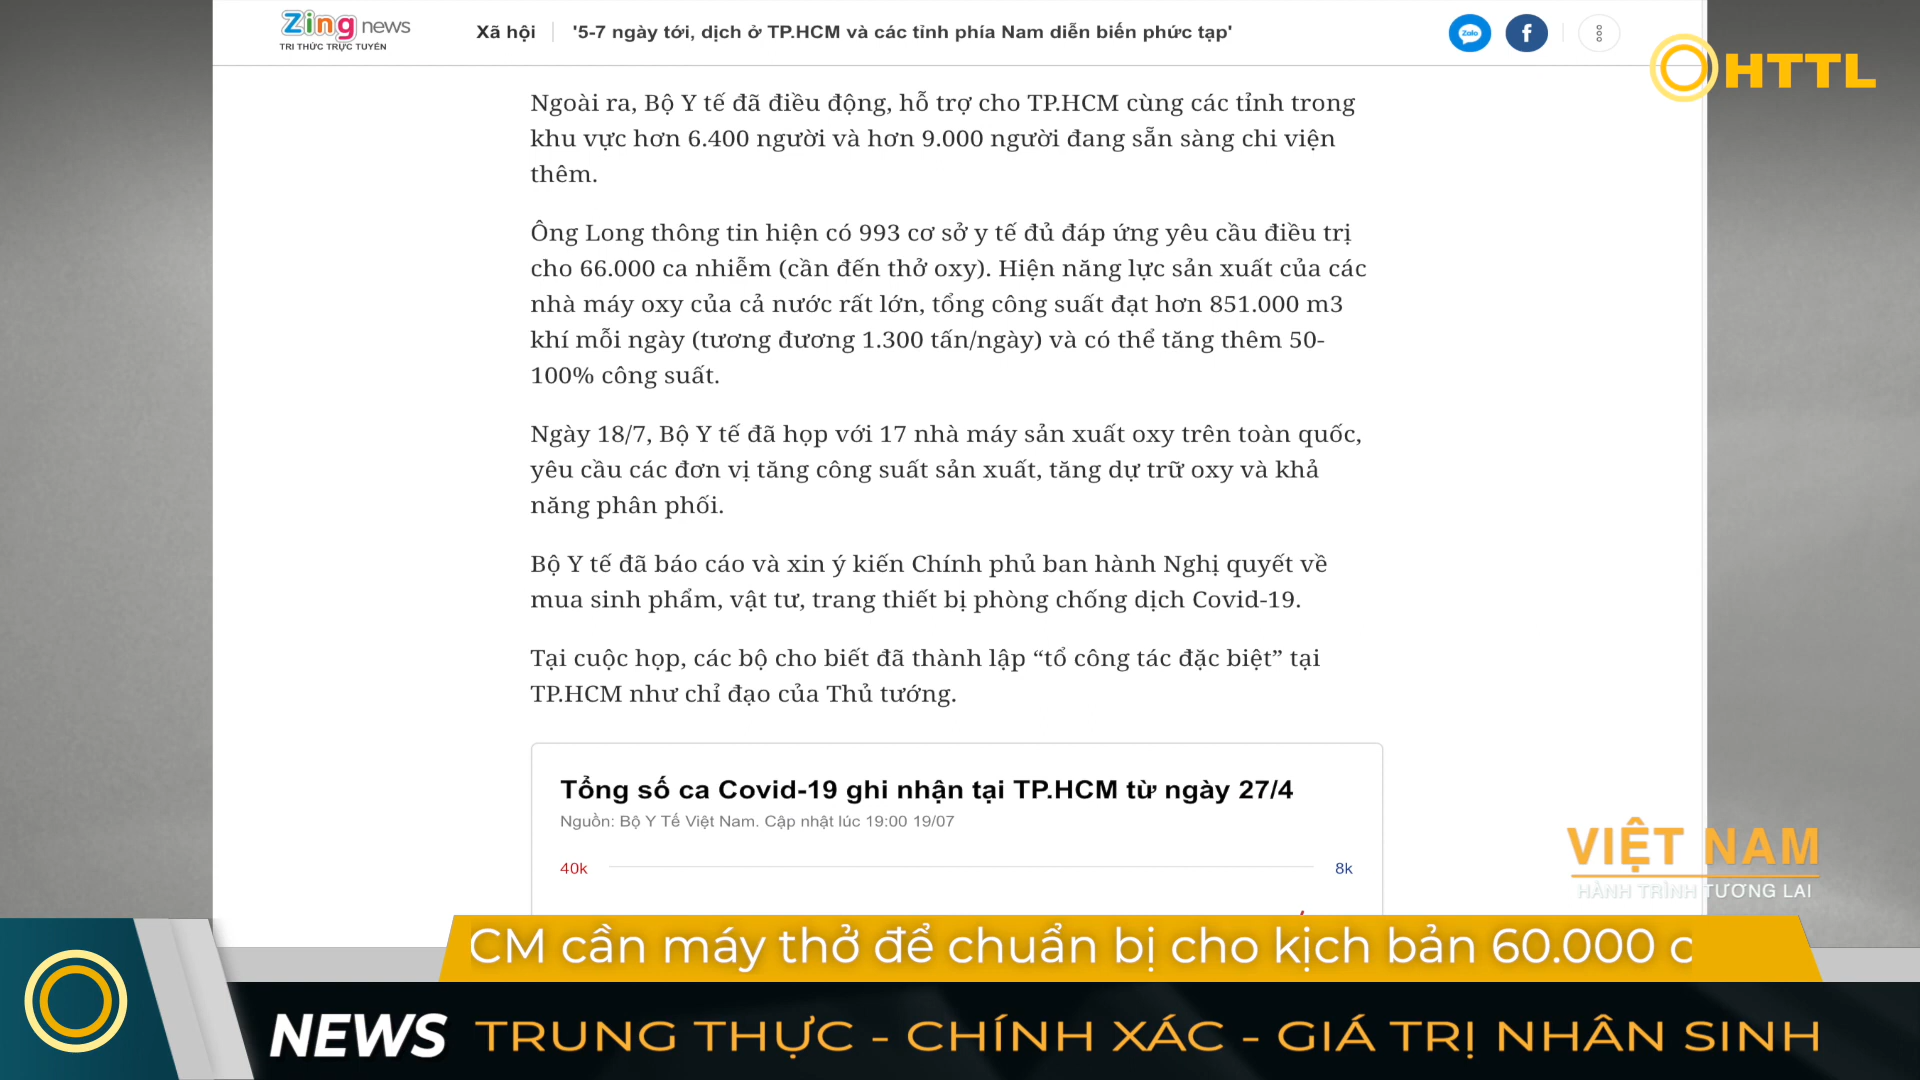 Zing news
TRI THỨC TRỰC TUYẾN
Xã hội
'5-7 ngày tới, dịch ở TP.HCM và các tỉnh phía Nam diễn biến phức tạp'
Zalo
f
HTTL
Ngoài ra, Bộ Y tế đã điều động, hỗ trợ cho TP.HCM cùng các tỉnh trong
khu vực hơn 6.400 người và hơn 9.000 người đang sẵn sàng chi viện
thêm.
Ông Long thông tin hiện có 993 cơ sở y tế đủ đáp ứng yêu cầu điều trị
cho 66.000 ca nhiễm (cần đến thở oxy). Hiện năng lực sản xuất của các
nhà máy oxy của cả nước rất lớn, tổng công suất đạt hơn 851.000 m3
khí mỗi ngày (tương đương 1.300 tấn/ngày) và có thể tăng thêm 50-
100% công suất.
Ngày 18/7, Bộ Y tế đã họp với 17 nhà máy sản xuất oxy trên toàn quốc,
yêu cầu các đơn vị tăng công suất sản xuất, tăng dự trữ oxy và khả
năng phân phối.
Bộ Y tế đã báo cáo và xin ý kiến Chính phủ ban hành Nghị quyết về
mua sinh phẩm, vật tư, trang thiết bị phòng chống dịch Covid-19.
Tại cuộc họp, các bộ cho biết đã thành lập “tổ công tác đặc biệt” tại
TP.HCM như chỉ đạo của Thủ tướng.
Tổng số ca Covid-19 ghi nhận tại TP.HCM từ ngày 27/4
Nguồn: Bộ Y Tế Việt Nam. Cập nhật lúc 19:00 19/07
40k
8k
VIỆT NAM
HÀNH TRÌNH TƯƠNG LAI
CM cần máy thở để chuẩn bị cho kịch bản 60.000 c
NEWS
TRUNG THỰC - CHÍNH XÁC - GIÁ TRỊ NHÂN SINH